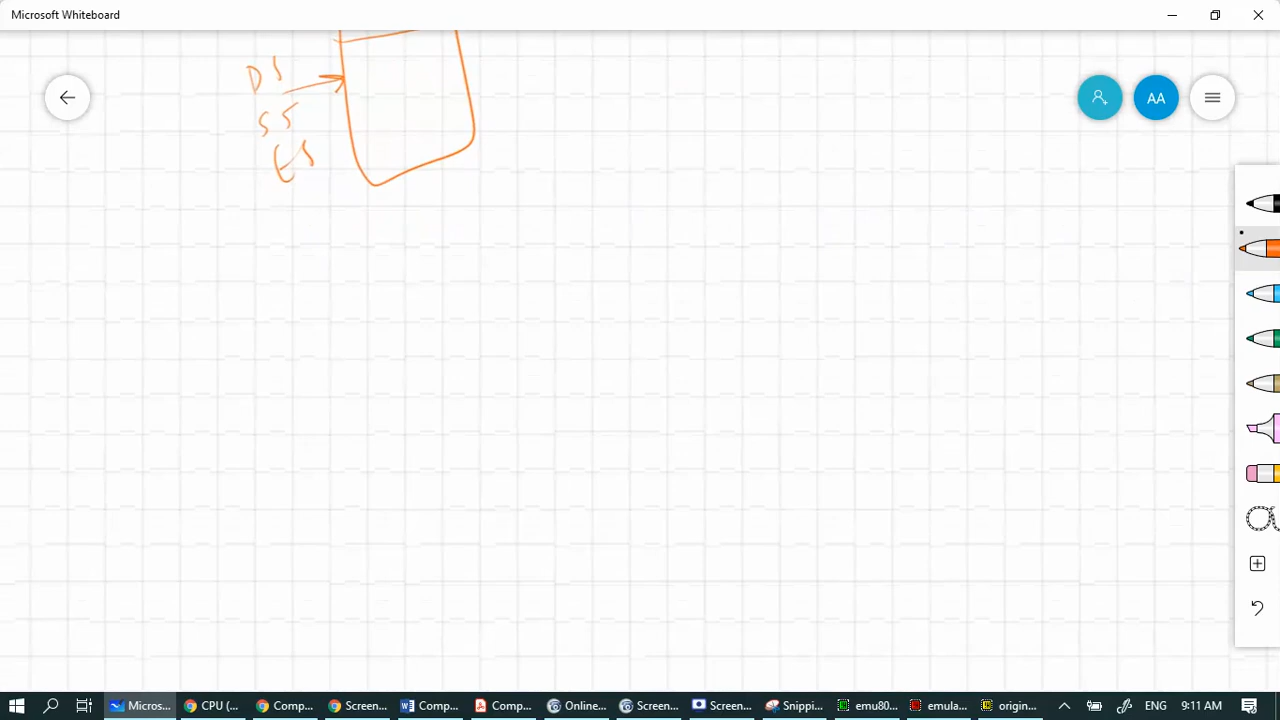 Microsoft Whiteboard
DS
SS
ES
AA
Micros...
CPU (...
Comp...
Screen...
Comp...
Comp...
Online...
Screen...
Screen...
Snippi...
emu80...
emula...
origin...
ENG
9:11 AM